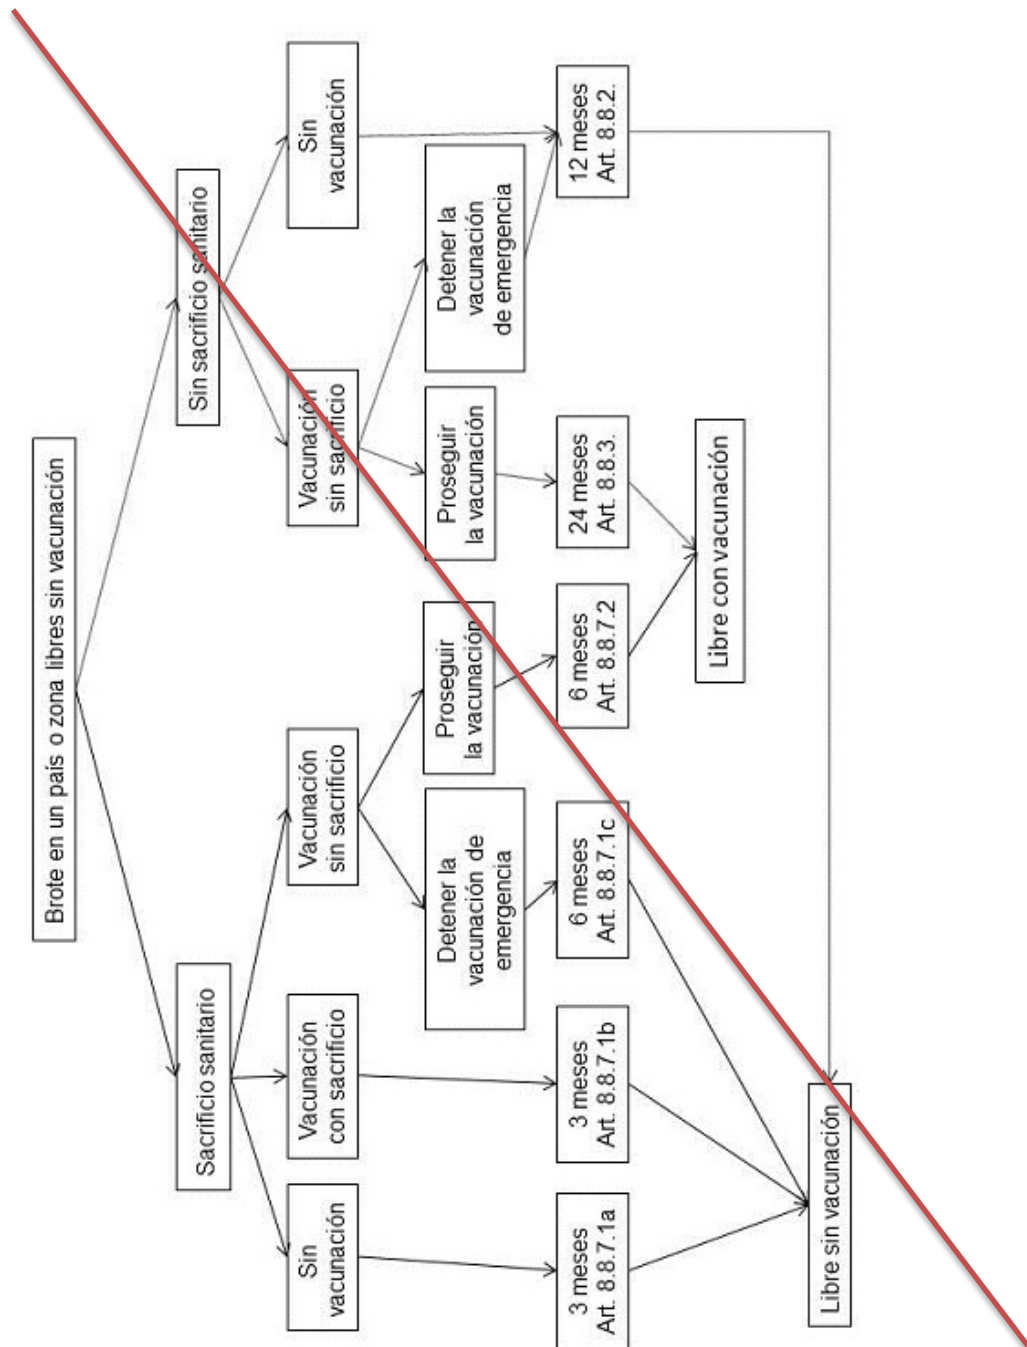 Brote en un país o zona libres sin vacunación
Sacrificio sanitario
Sin sacrificio sanitario
Sin
vacunación
Vacunación
con sacrificio
Vacunación
sin sacrificio
Vacunación
sin sacrificio
Sin
vacunación
Detener la
vacunación de
emergencia
Proseguir
la vacunación
Proseguir
la vacunación
Detener la
vacunación
de emergencia
3 meses
Art. 8.8.7.1a
3 meses
Art. 8.8.7.1b
6 meses
Art. 8.8.7.1c
6 meses
Art. 8.8.7.2
24 meses
Art. 8.8.3.
12 meses
Art. 8.8.2.
Libre con vacunación
Libre sin vacunación